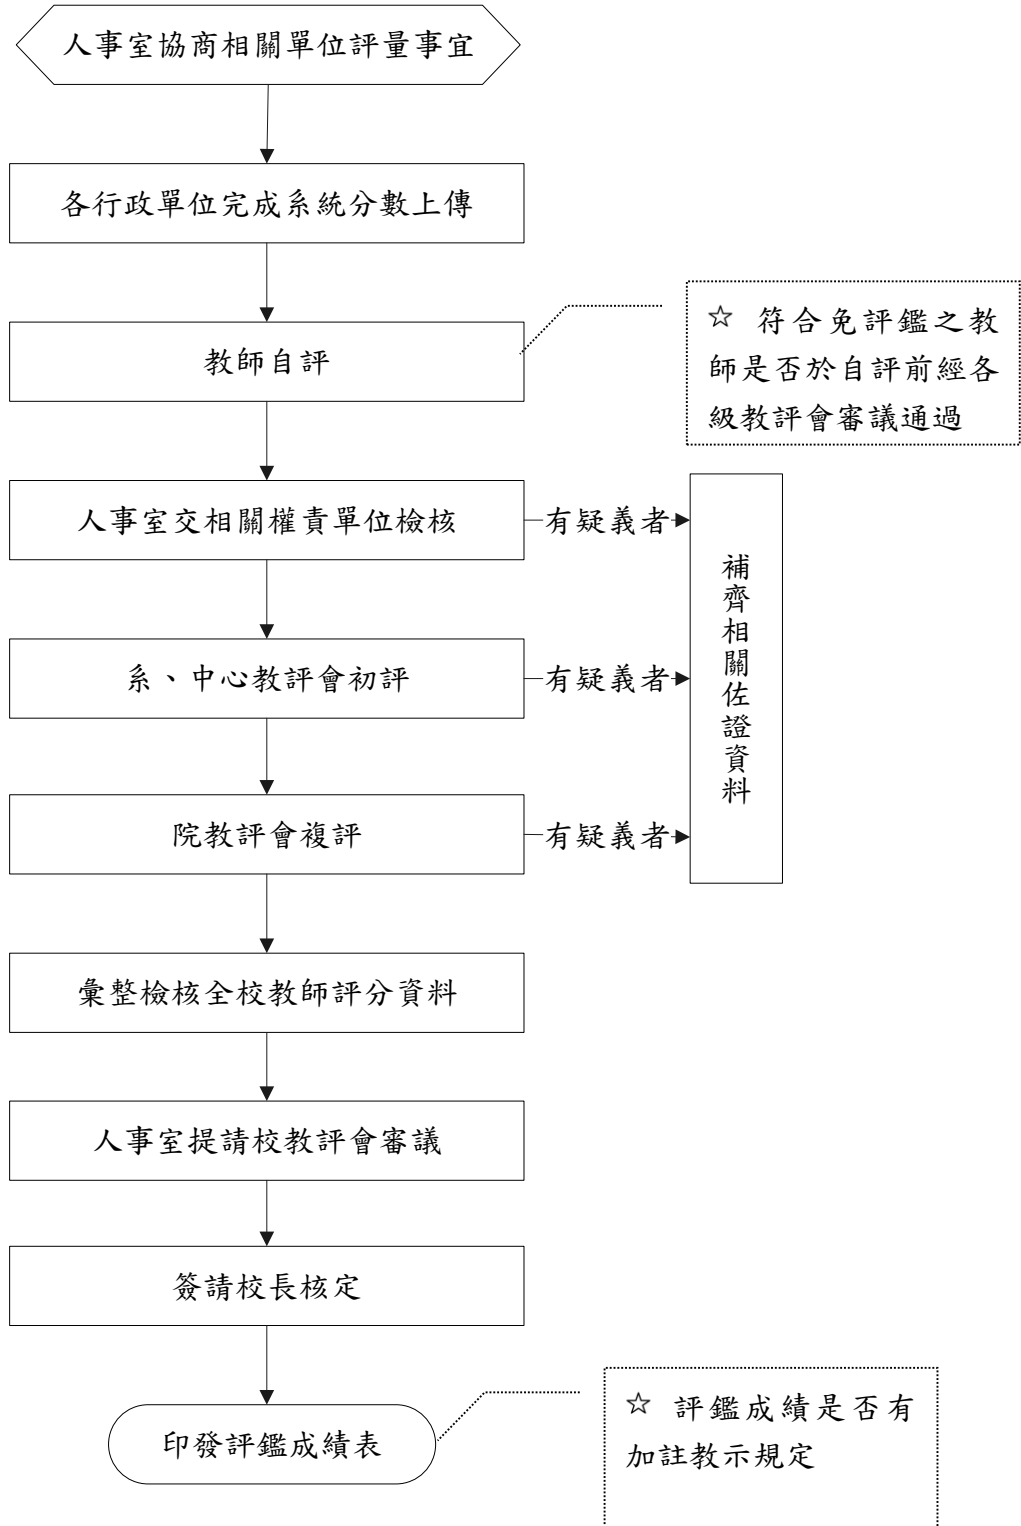 人事室協商相關單位評量事宜
各行政單位完成系統分數上傳
☆ 符合免評鑑之教
師是否於自評前經各
級教評會審議通過
教師自評
人事室交相關權責單位檢核
有疑義者
補齊相關佐證資料
系、中心教評會初評
有疑義者
院教評會複評
有疑義者
彙整檢核全校教師評分資料
人事室提請校教評會審議
簽請校長核定
☆ 評鑑成績是否有
加註教示規定
印發評鑑成績表